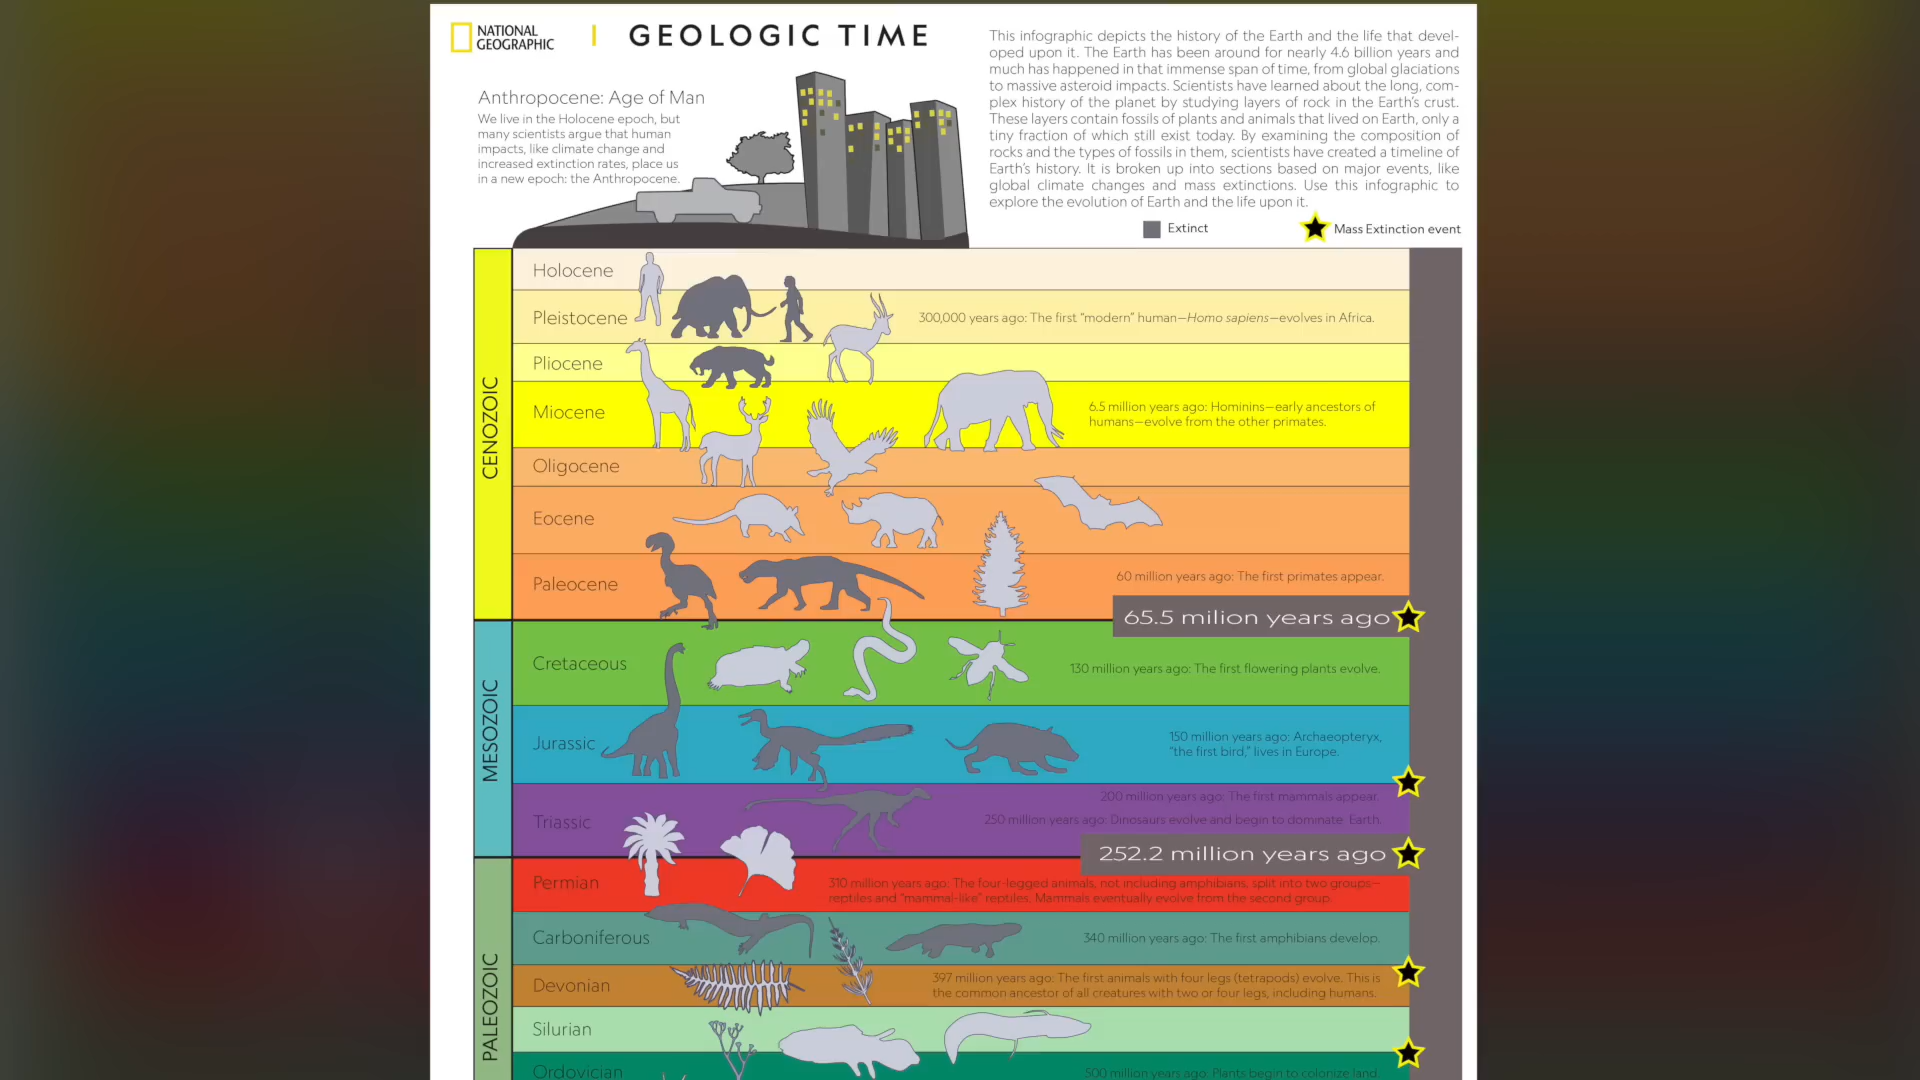 NATIONAL
GEOGRAPHIC
GEOLOGIC TIME
This infographic depicts the history of the Earth and the life that devel-
oped upon it. The Earth has been around for nearly 4.6 billion years and
much has happened in that immense span of time, from global glaciations
to massive asteroid impacts. Scientists have learned about the long, com-
plex history of the planet by studying layers of rock in the Earth's crust.
These layers contain fossils of plants and animals that lived on Earth, only a
tiny fraction of which still exist today. By examining the composition of
rocks and the types of fossils in them, scientists have created a timeline of
Earth's history. It is broken up into sections based on major events, like
global climate changes and mass extinctions. Use this infographic to
explore the evolution of Earth and the life upon it.
Anthropocene: Age of Man
We live in the Holocene epoch, but
many scientists argue that human
impacts, like climate change and
increased extinction rates, place us
in a new epoch: the Anthropocene.
Extinct
Mass Extinction event
CENOZOIC
Holocene
Pleistocene
300,000 years ago: The first “modern” human—Homo sapiens—evolves in Africa.
Pliocene
Miocene
6.5 million years ago: Hominins—early ancestors of
humans—evolve from the other primates.
Oligocene
Eocene
Paleocene
60 million years ago: The first primates appear.
65.5 milion years ago
MESOZOIC
Cretaceous
130 million years ago: The first flowering plants evolve.
Jurassic
150 million years ago: Archaeopteryx,
“the first bird,” lives in Europe.
Triassic
200 million years ago: The first mammals appear.
250 million years ago: Dinosaurs evolve and begin to dominate Earth.
252.2 million years ago
PALEOZOIC
Permian
310 million years ago: The four-legged animals, not including amphibians, split into two groups—
reptiles and “mammal-like” reptiles. Mammals eventually evolve from the second group.
Carboniferous
340 million years ago: The first amphibians develop.
Devonian
397 million years ago: The first animals with four legs (tetrapods) evolve. This is
the common ancestor of all creatures with two or four legs, including humans.
Silurian
Ordovician
500 million years ago: Plants begin to colonize land.